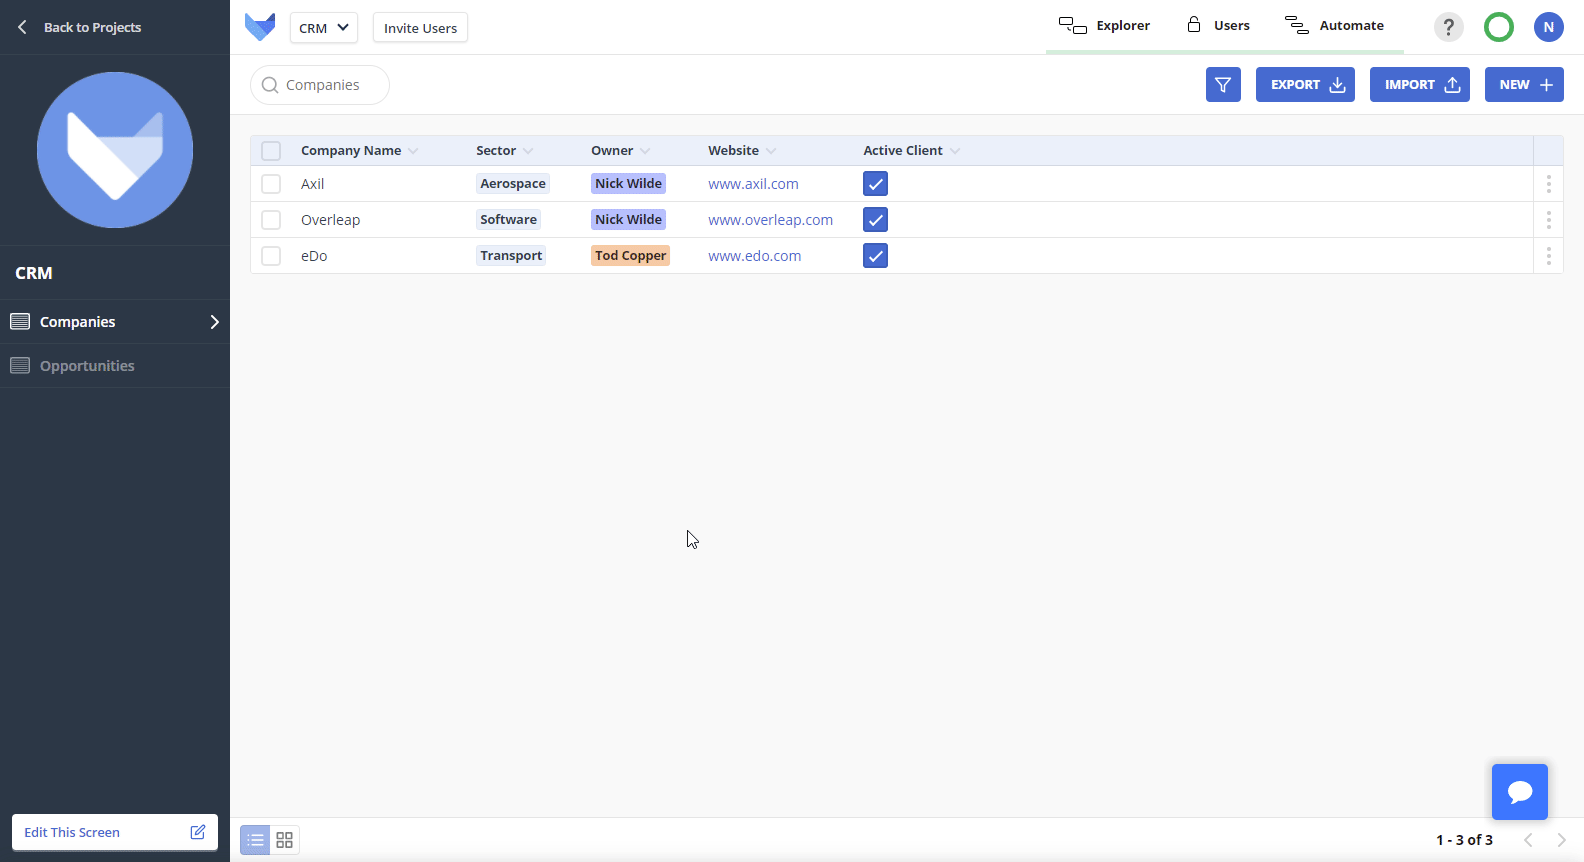 Back to Projects
CRM
Invite Users
Explorer
Users
Automate
?
N
Companies
EXPORT
IMPORT
NEW
Company Name Sector Owner Website Active Client
Axil Aerospace Nick Wilde www.axil.com
Overleap Software Nick Wilde www.overleap.com
eDo Transport Tod Copper www.edo.com
CRM
Companies
Opportunities
Edit This Screen
1 - 3 of 3